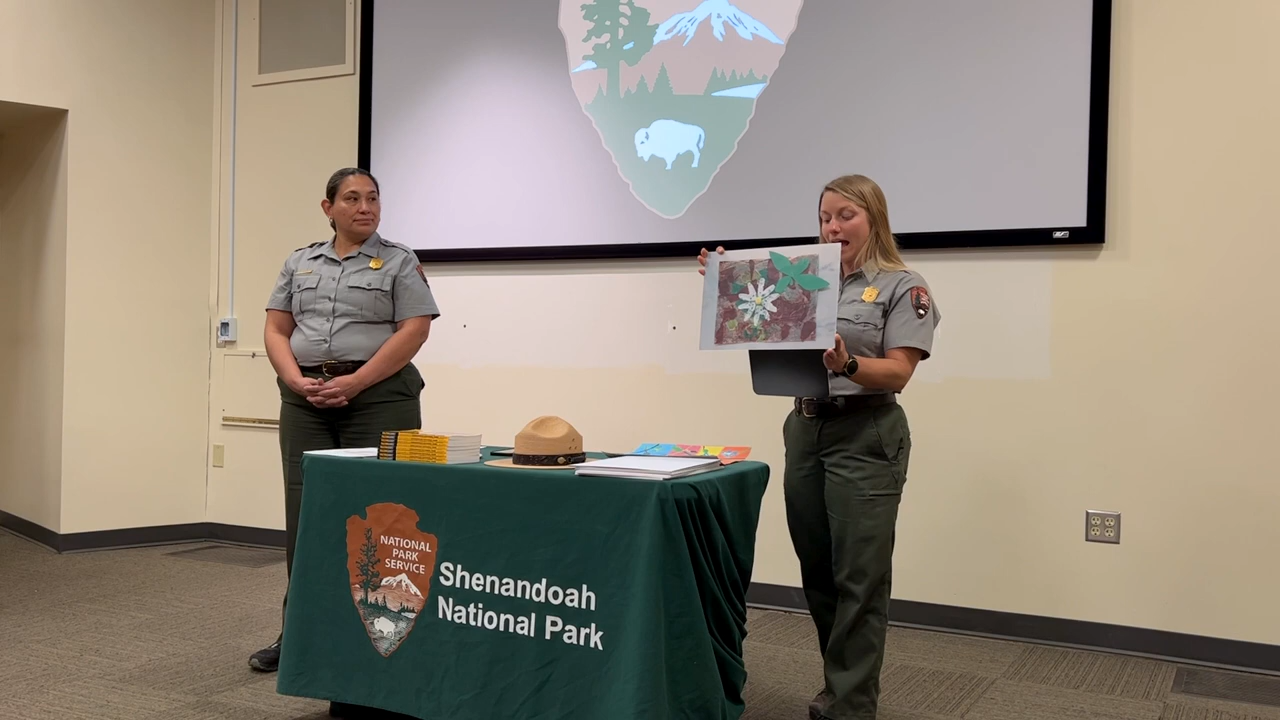 NATIONAL
PARK
SERVICE
Shenandoah
National Park